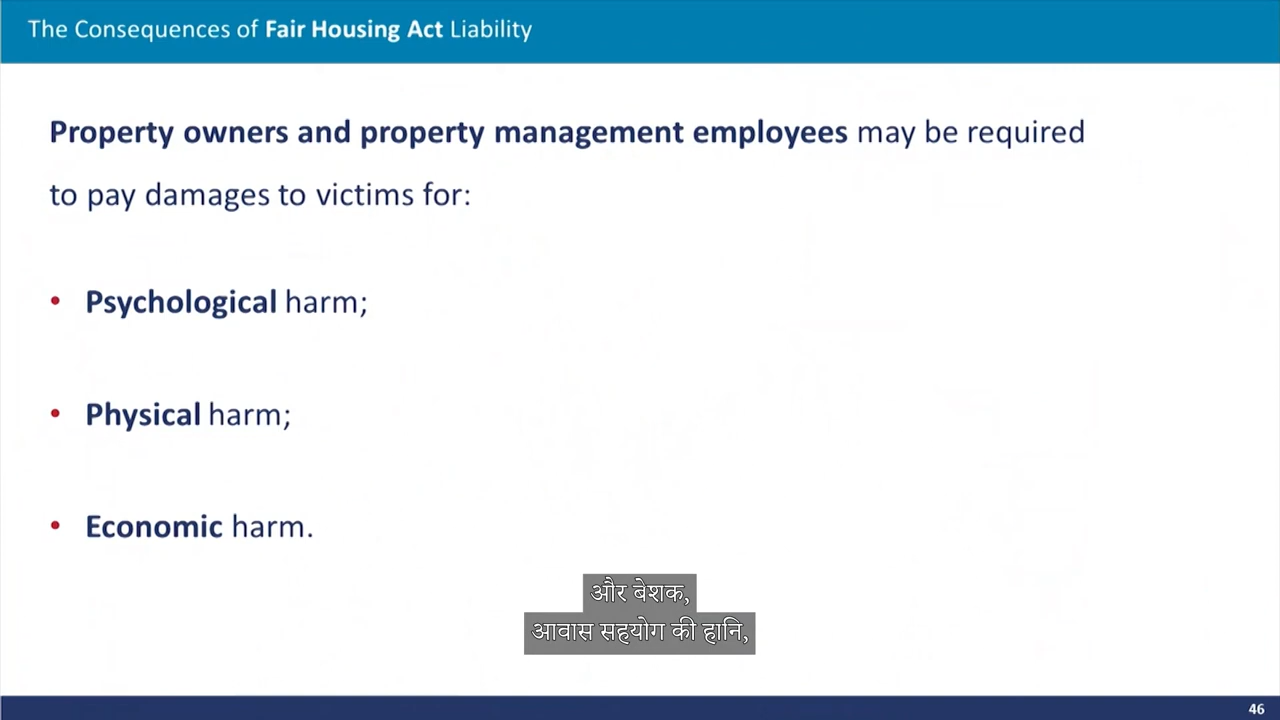 The Consequences of Fair Housing Act Liability
Property owners and property management employees may be required
to pay damages to victims for:
• Psychological harm;
• Physical harm;
• Economic harm.
और बेशक,
आवास सहयोग की हानि,
46